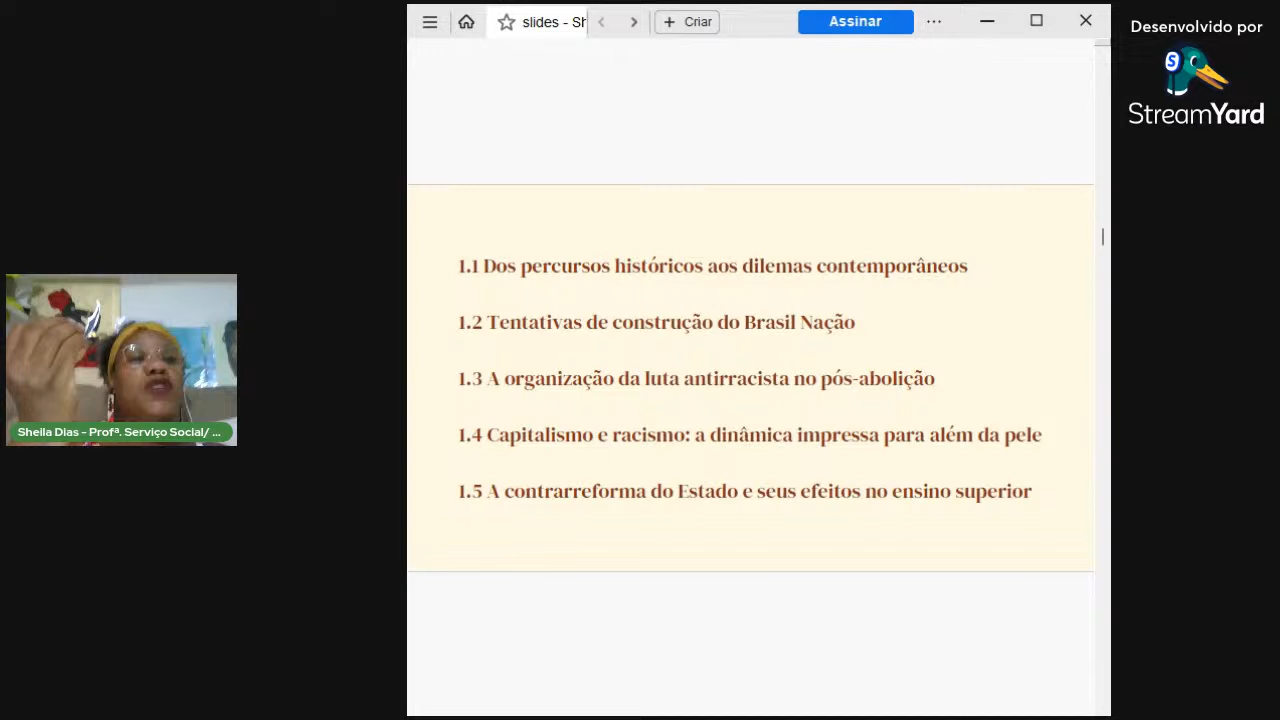 slides - Sh
Criar
Assinar
Desenvolvido por
StreamYard
1.1 Dos percursos históricos aos dilemas contemporâneos
1.2 Tentativas de construção do Brasil Nação
1.3 A organização da luta antirracista no pós-abolição
1.4 Capitalismo e racismo: a dinâmica impressa para além da pele
1.5 A contrarreforma do Estado e seus efeitos no ensino superior
Sheila Dias - Profª. Serviço Social/ ...